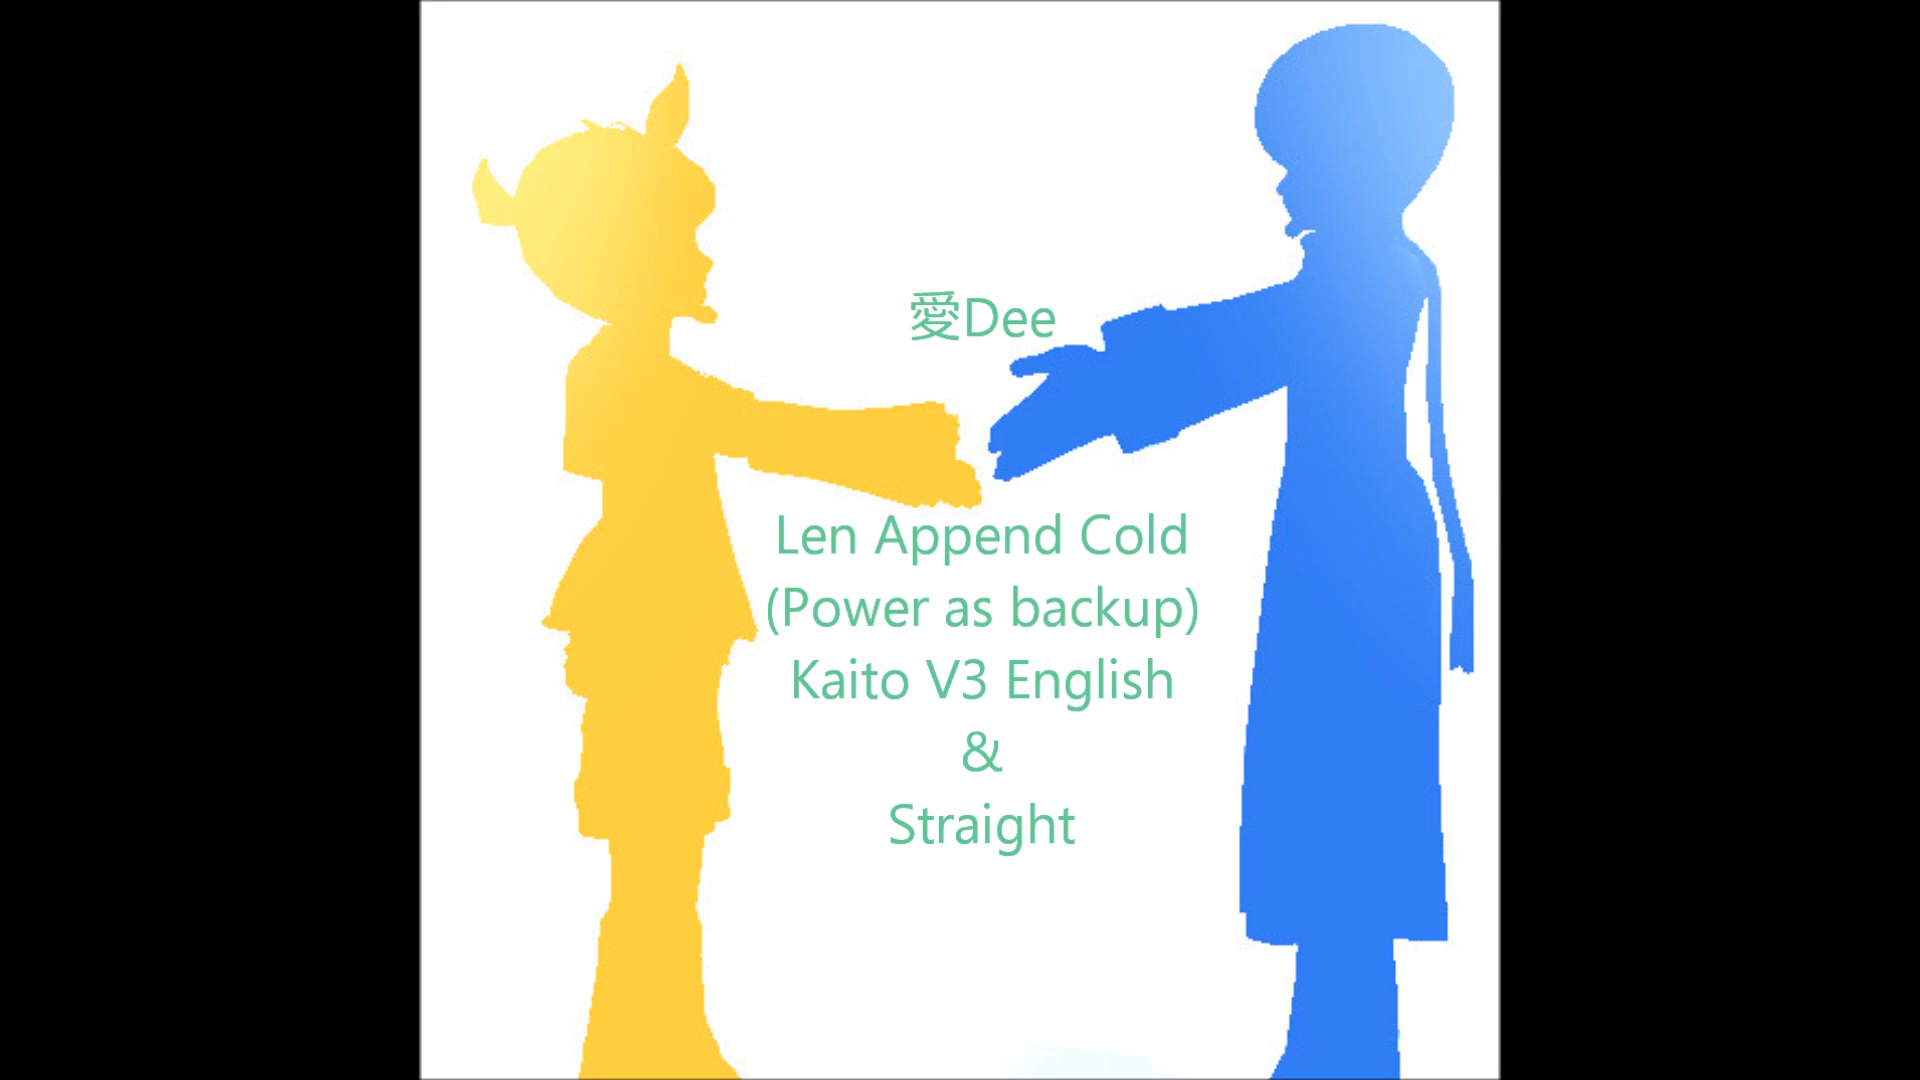 愛Dee
Len Append Cold
(Power as backup)
Kaito V3 English
&
Straight